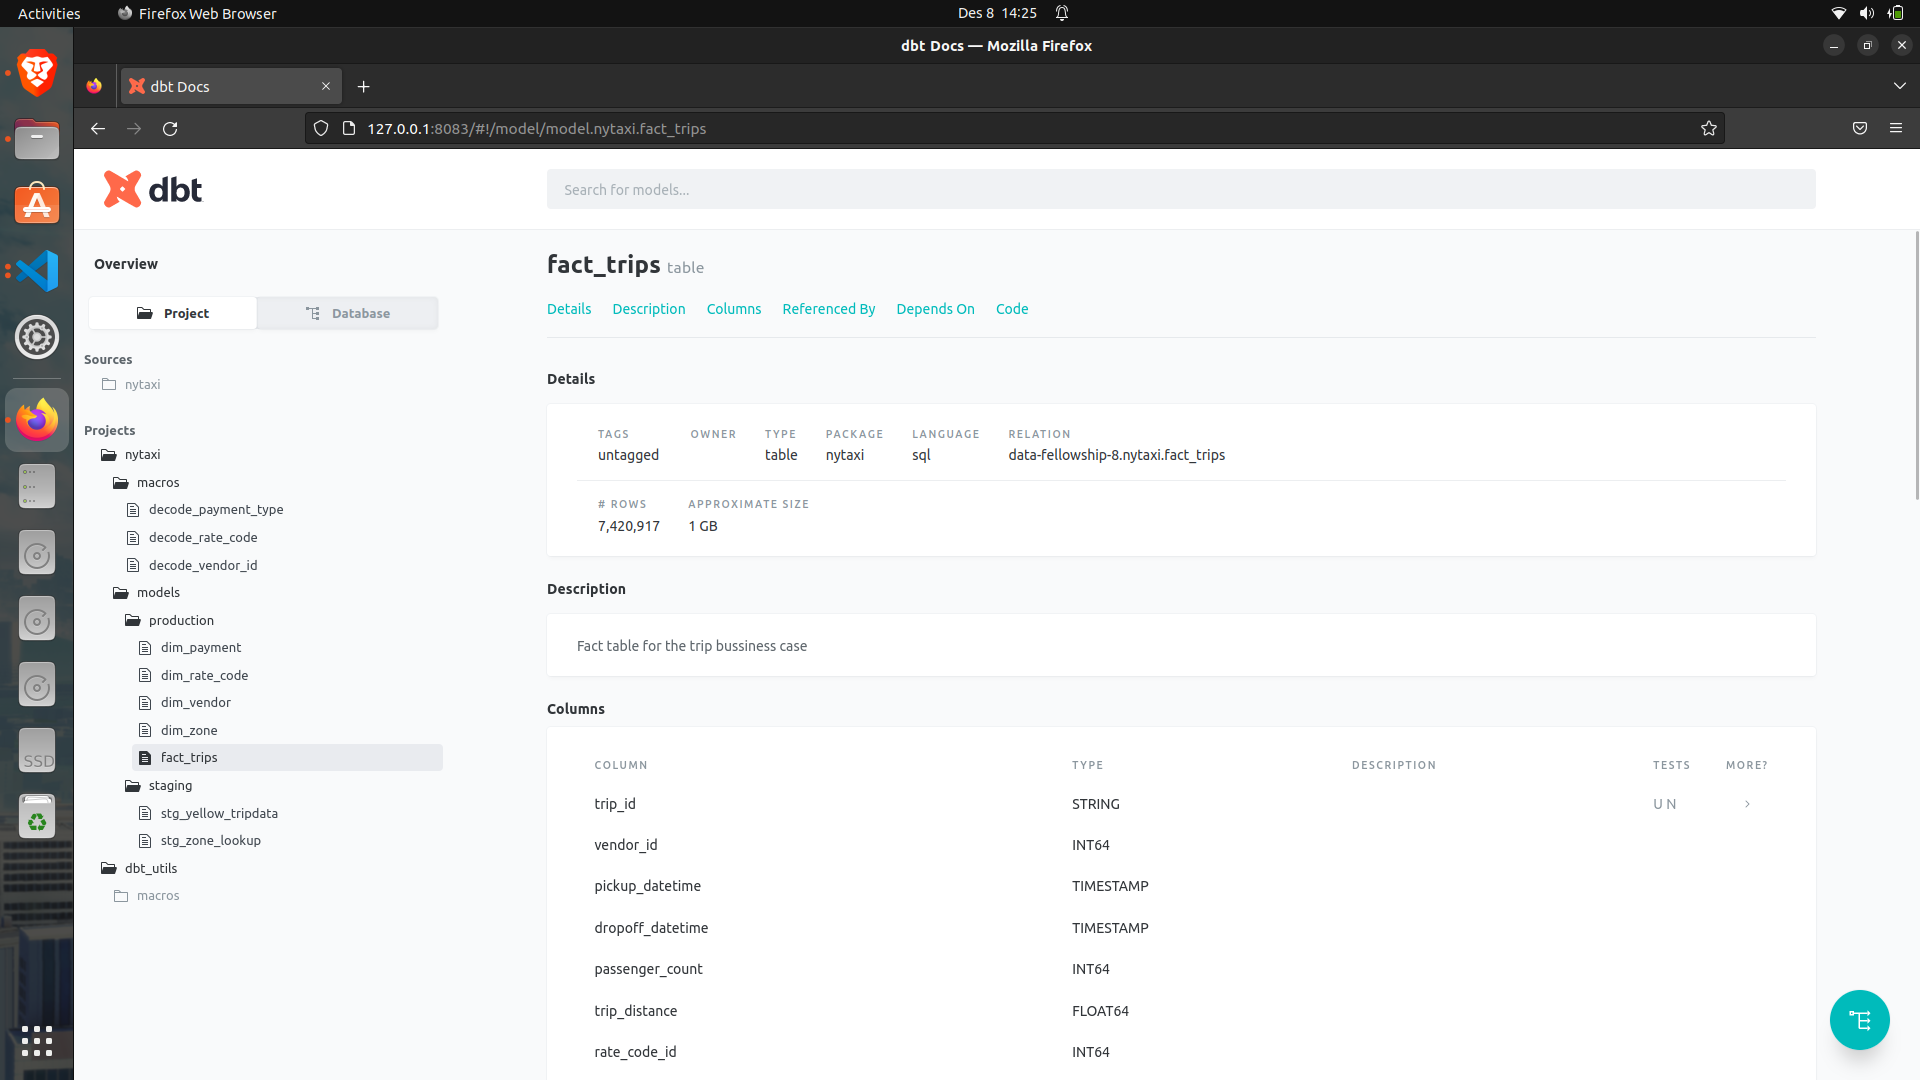 Activities Firefox Web Browser Des 8 14:25
dbt Docs — Mozilla Firefox
dbt Docs
127.0.0.1:8083/#!/model/model.nytaxi.fact_trips
dbt Search for models...
Overview
Project Database
Sources
nytaxi
Projects
nytaxi
macros
decode_payment_type
decode_rate_code
decode_vendor_id
models
production
dim_payment
dim_rate_code
dim_vendor
dim_zone
fact_trips
staging
stg_yellow_tripdata
stg_zone_lookup
dbt_utils
macros
fact_trips table
Details Description Columns Referenced By Depends On Code
Details
TAGS OWNER TYPE PACKAGE LANGUAGE RELATION
untagged table nytaxi sql data-fellowship-8.nytaxi.fact_trips
# ROWS APPROXIMATE SIZE
7,420,917 1 GB
Description
Fact table for the trip bussiness case
Columns
COLUMN TYPE DESCRIPTION TESTS MORE?
trip_id STRING U N
vendor_id INT64
pickup_datetime TIMESTAMP
dropoff_datetime TIMESTAMP
passenger_count INT64
trip_distance FLOAT64
rate_code_id INT64
SSD